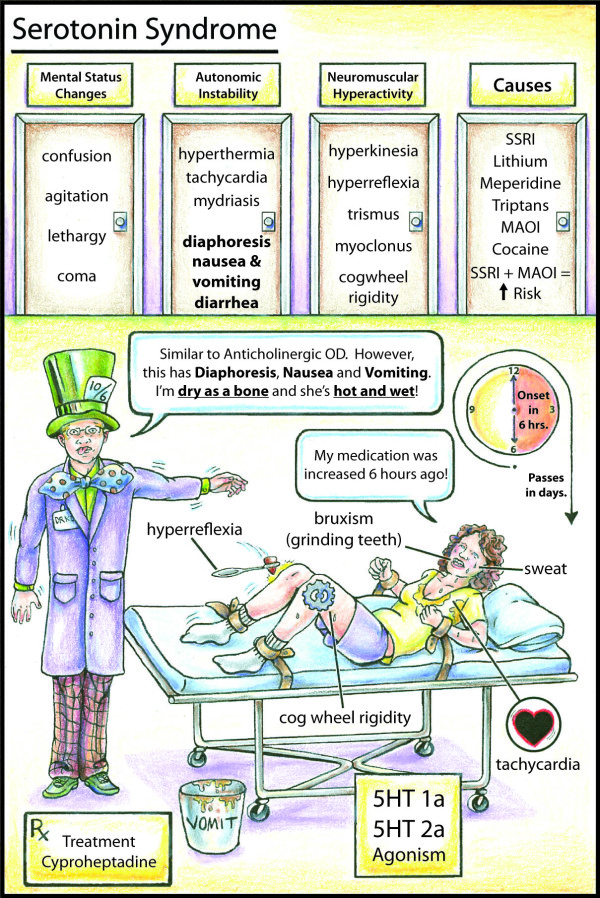 Serotonin Syndrome
Mental Status
Changes
confusion
agitation
lethargy
coma
Autonomic
Instability
hyperthermia
tachycardia
mydriasis
diaphoresis
nausea &
vomiting
diarrhea
Neuromuscular
Hyperactivity
hyperkinesia
hyperreflexia
trismus
myoclonus
cogwheel
rigidity
Causes
SSRI
Lithium
Meperidine
Triptans
MAOI
Cocaine
SSRI + MAOI =
↑ Risk
Similar to Anticholinergic OD. However,
this has Diaphoresis, Nausea and Vomiting.
I'm dry as a bone and she's hot and wet!
10/6
12
9
3
6
Onset
in
6 hrs.
Passes
in days.
My medication was
increased 6 hours ago!
hyperreflexia
bruxism
(grinding teeth)
sweat
cog wheel rigidity
tachycardia
VOMIT
5HT 1a
5HT 2a
Agonism
Rx
Treatment
Cyproheptadine